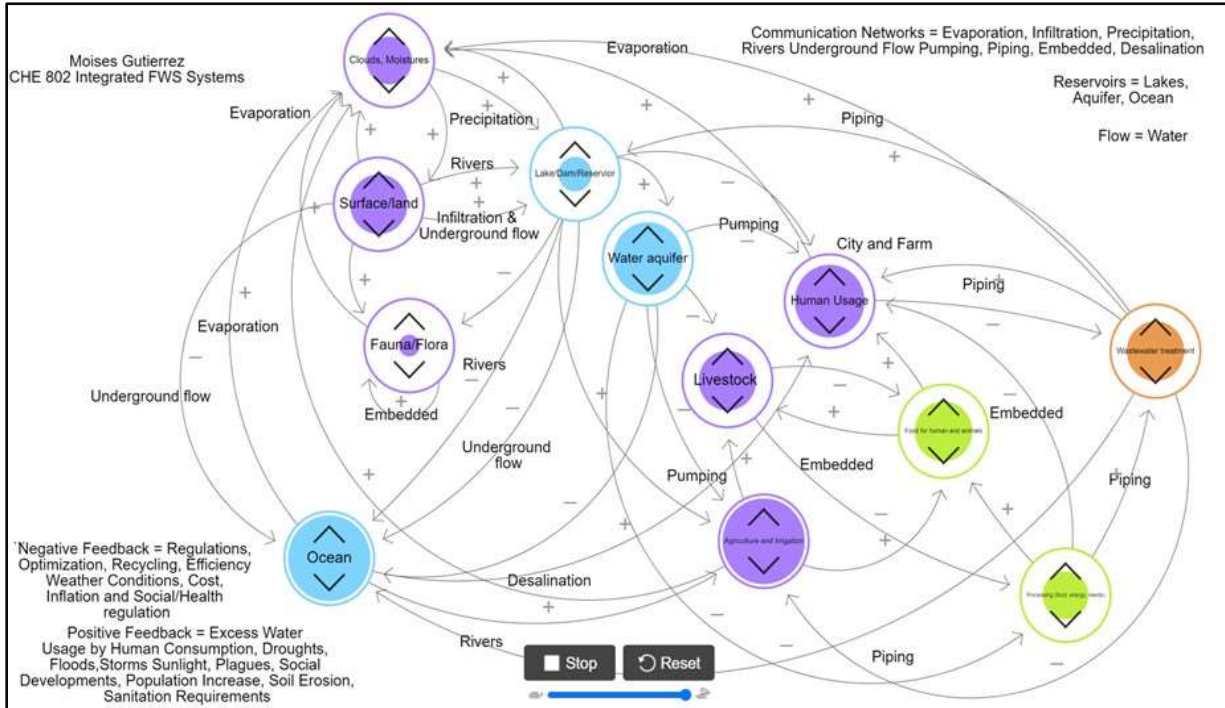 Moises Gutierrez
CHE 802 Integrated FWS Systems
Communication Networks = Evaporation, Infiltration, Precipitation,
Rivers Underground Flow Pumping, Piping, Embedded, Desalination
Reservoirs = Lakes,
Aquifer, Ocean
Flow = Water
Clouds, Moistures
Evaporation
Evaporation
Precipitation
Piping
Rivers
Lake/Dam/Reservior
Surface/land
Infiltration &
Underground flow
Pumping
City and Farm
Water aquifer
Human Usage
Piping
Evaporation
Fauna/Flora
Rivers
Wastewater treatment
Livestock
Underground flow
Embedded
Embedded
Food for human and animals
Underground
flow
Pumping
Embedded
Piping
Agriculture and Irrigation
Ocean
Desalination
Processing (food, energy, needs)
Negative Feedback = Regulations,
Optimization, Recycling, Efficiency
Weather Conditions, Cost,
Inflation and Social/Health
regulation
Positive Feedback = Excess Water
Usage by Human Consumption, Droughts,
Floods,Storms Sunlight, Plagues, Social
Developments, Population Increase, Soil Erosion,
Sanitation Requirements
Rivers
Piping
Stop
Reset